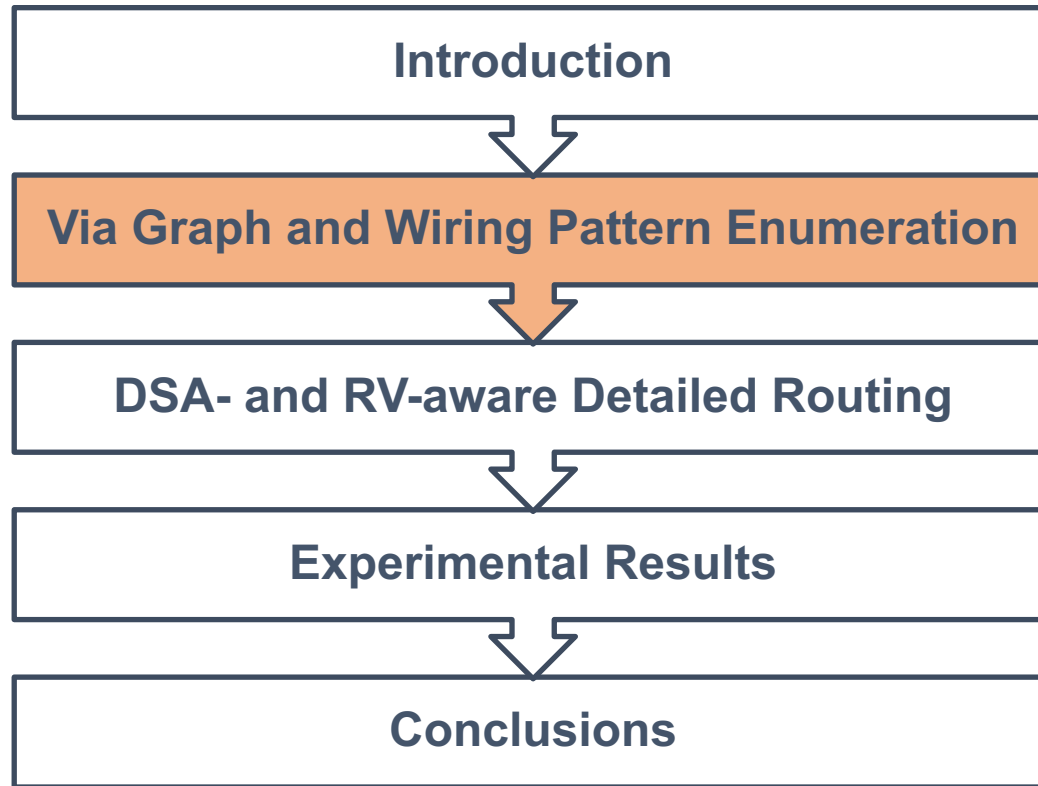 Introduction
Via Graph and Wiring Pattern Enumeration
DSA- and RV-aware Detailed Routing
Experimental Results
Conclusions